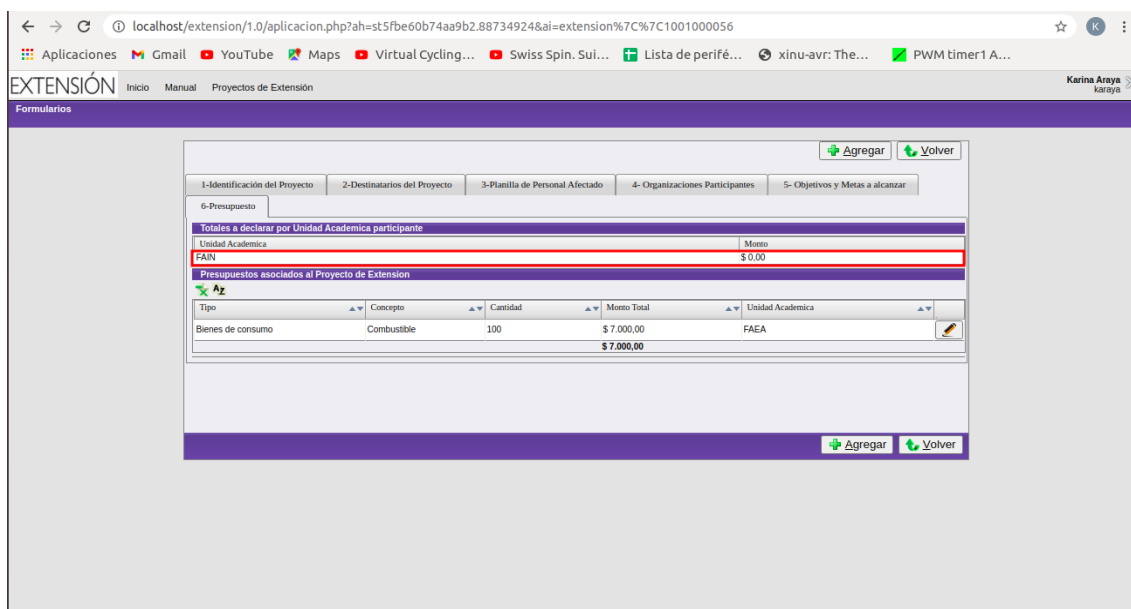 localhost/extension/1.0/aplicacion.php?ah=st5fbe60b74aa9b2.88734924&ai=extension%7C%7C1001000056
K
Aplicaciones Gmail YouTube Maps Virtual Cycling... Swiss Spin. Sui... Lista de perifé... xinu-avr: The... PWM timer1 A...
EXTENSIÓN Inicio Manual Proyectos de Extensión Karina Araya
karaya
Formularios
Agregar Volver
1-Identificación del Proyecto 2-Destinatarios del Proyecto 3-Planilla de Personal Afectado 4- Organizaciones Participantes 5- Objetivos y Metas a alcanzar
6-Presupuesto
Totales a declarar por Unidad Academica participante
Unidad Academica Monto
FAIN $ 0,00
Presupuestos asociados al Proyecto de Extension
AZ
Tipo Concepto Cantidad Monto Total Unidad Academica
Bienes de consumo Combustible 100 $ 7.000,00 FAEA
$ 7.000,00
Agregar Volver